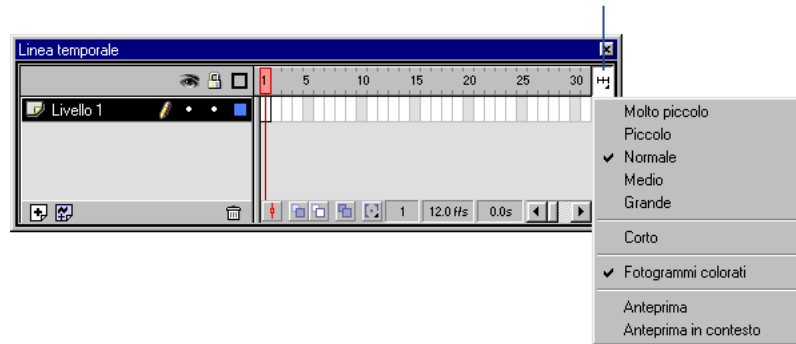 Linea temporale
1 5 10 15 20 25 30
Livello 1
1 12.0 f/s 0.0s
Molto piccolo
Piccolo
Normale
Medio
Grande
Corto
Fotogrammi colorati
Anteprima
Anteprima in contesto